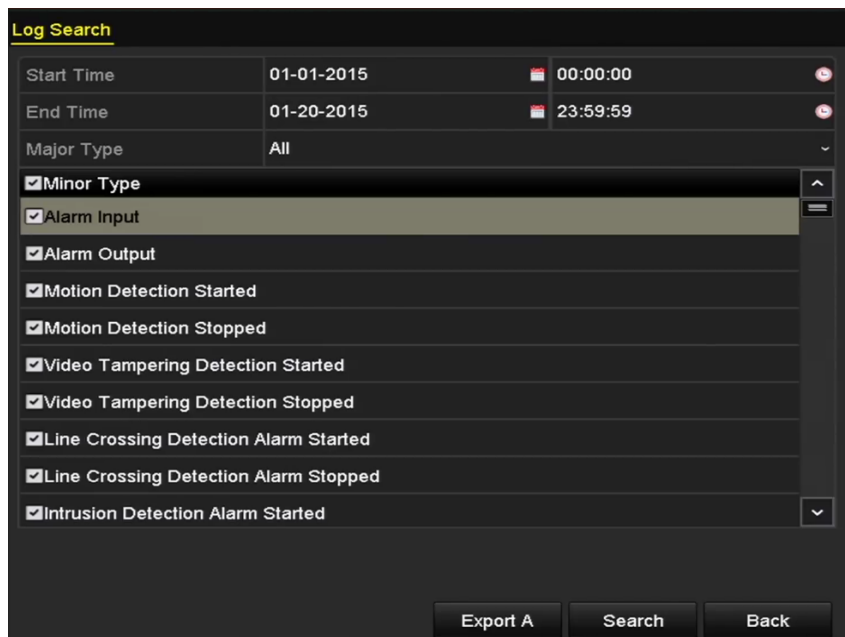 Log Search
Start Time 01-01-2015 00:00:00
End Time 01-20-2015 23:59:59
Major Type All
Minor Type
Alarm Input
Alarm Output
Motion Detection Started
Motion Detection Stopped
Video Tampering Detection Started
Video Tampering Detection Stopped
Line Crossing Detection Alarm Started
Line Crossing Detection Alarm Stopped
Intrusion Detection Alarm Started
Export A Search Back